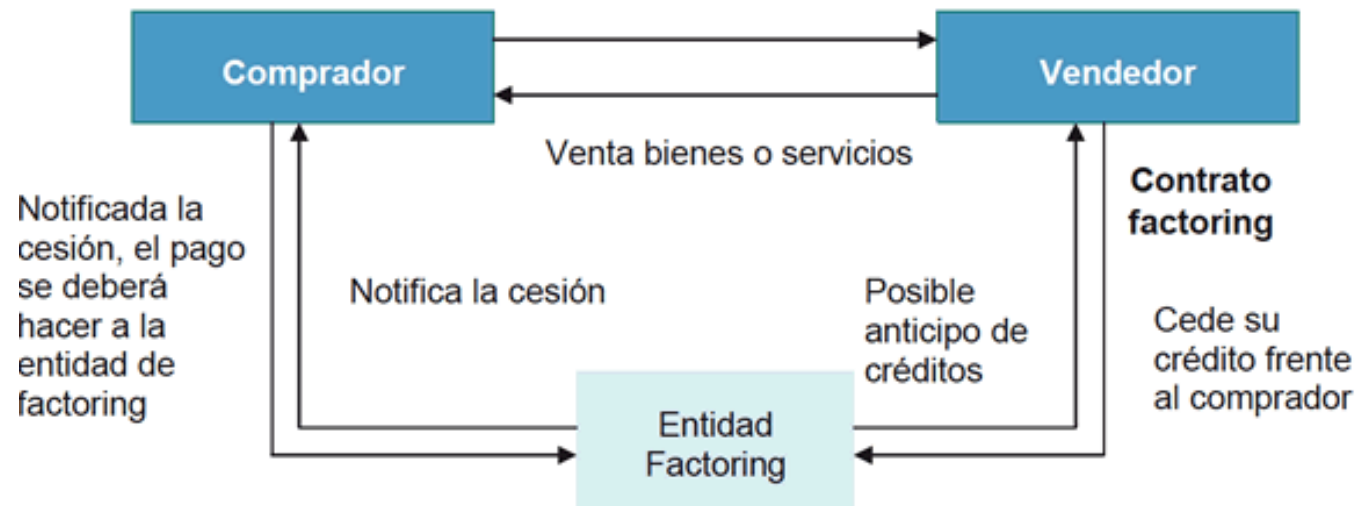 Comprador
Vendedor
Venta bienes o servicios
Contrato
factoring
Notificada la
cesión, el pago
se deberá
hacer a la
entidad de
factoring
Notifica la cesión
Posible
anticipo de
créditos
Cede su
crédito frente
al comprador
Entidad
Factoring